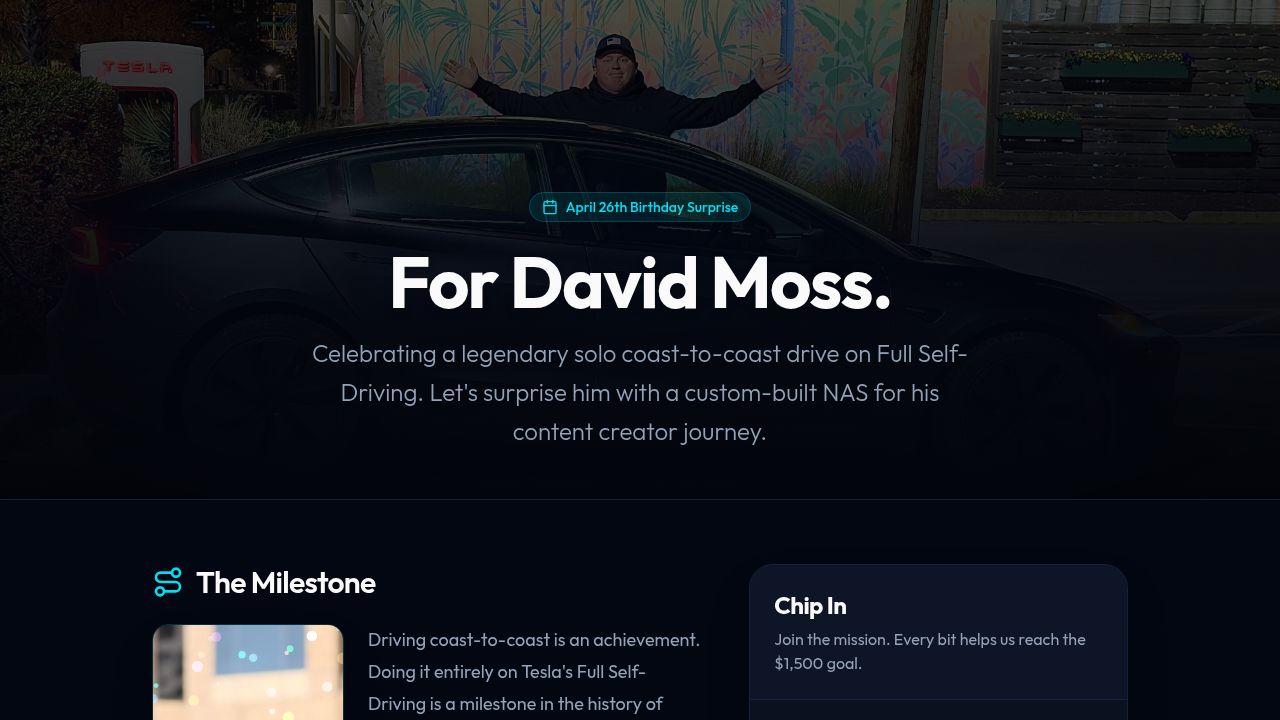 TESLA
April 26th Birthday Surprise
For David Moss.
Celebrating a legendary solo coast-to-coast drive on Full Self-
Driving. Let's surprise him with a custom-built NAS for his
content creator journey.
The Milestone
Driving coast-to-coast is an achievement.
Doing it entirely on Tesla's Full Self-
Driving is a milestone in the history of
Chip In
Join the mission. Every bit helps us reach the
$1,500 goal.